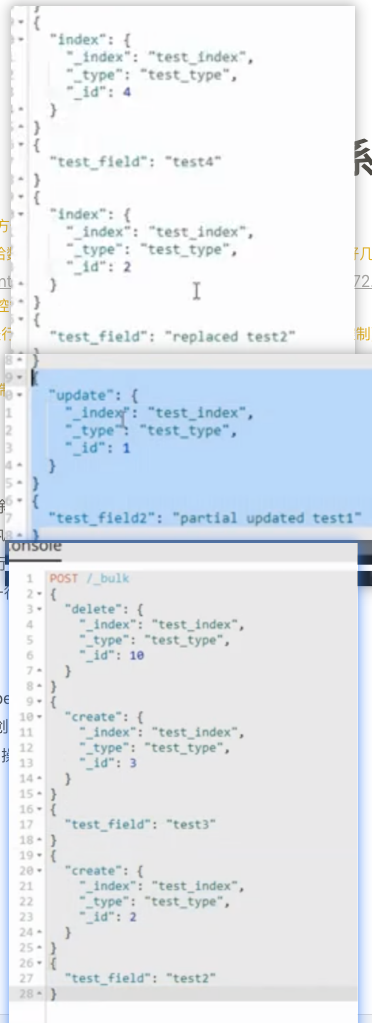 {
"index": {
"_index": "test_index",
"_type": "test_type",
"_id": 4
}
}
{
"test_field": "test4"
}
{
"index": {
"_index": "test_index",
"_type": "test_type",
"_id": 2
}
}
{
"test_field": "replaced test2"
}
{
"update": {
"_index": "test_index",
"_type": "test_type",
"_id": 1
}
}
{
"test_field2": "partial updated test1"
}
onsole
1 POST /_bulk
2 {
3 "delete": {
4 "_index": "test_index",
5 "_type": "test_type",
6 "_id": 10
7 }
8 }
9 {
10 "create": {
11 "_index": "test_index",
12 "_type": "test_type",
13 "_id": 3
14 }
15 }
16 {
17 "test_field": "test3"
18 }
19 {
20 "create": {
21 "_index": "test_index",
22 "_type": "test_type",
23 "_id": 2
24 }
25 }
26 {
27 "test_field": "test2"
28 }